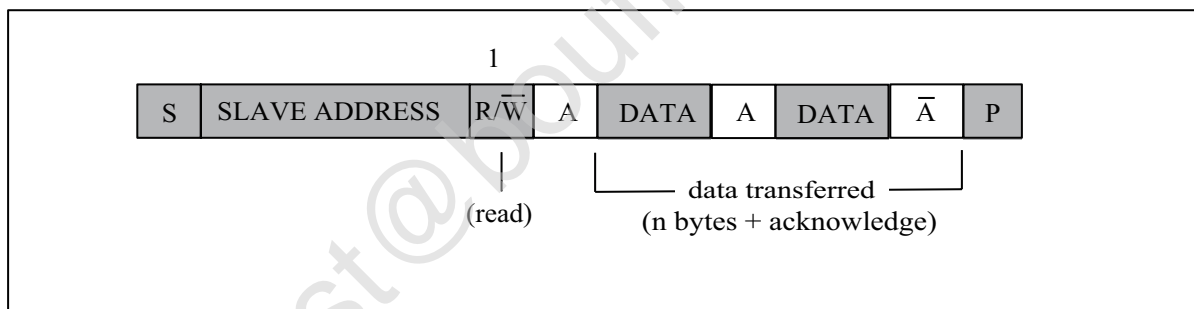 1
S SLAVE ADDRESS R/W̅ A DATA A DATA A̅ P
data transferred
(read) (n bytes + acknowledge)